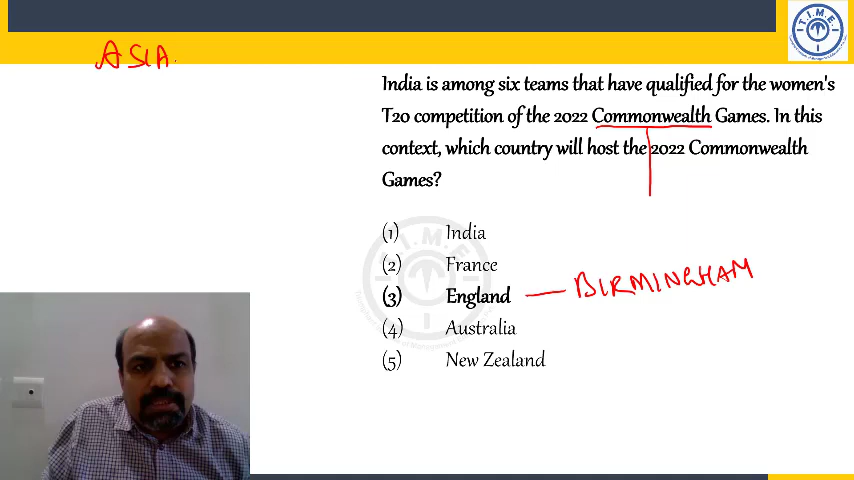 T.I.M.E.
ASIA
India is among six teams that have qualified for the women's
T20 competition of the 2022 Commonwealth Games. In this
context, which country will host the 2022 Commonwealth
Games?
(1) India
(2) France
(3) England — BIRMINGHAM
(4) Australia
(5) New Zealand